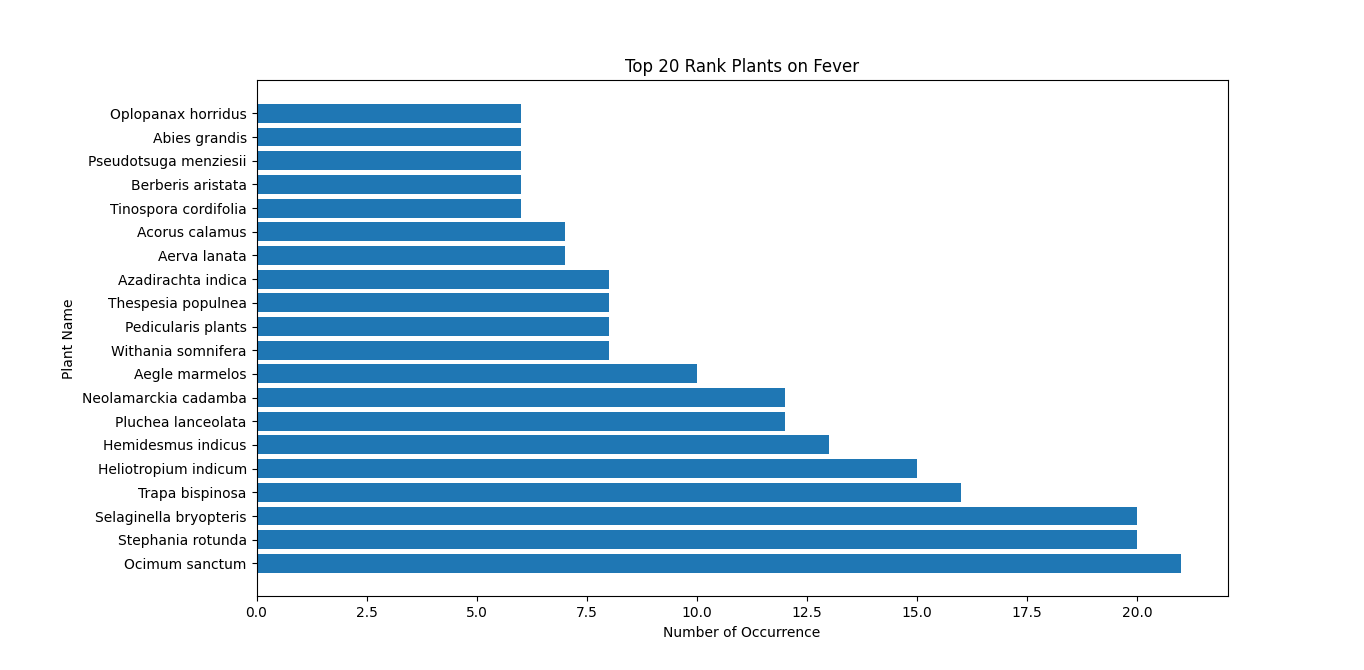 Top 20 Rank Plants on Fever
Plant Name
Oplopanax horridus
Abies grandis
Pseudotsuga menziesii
Berberis aristata
Tinospora cordifolia
Acorus calamus
Aerva lanata
Azadirachta indica
Thespesia populnea
Pedicularis plants
Withania somnifera
Aegle marmelos
Neolamarckia cadamba
Pluchea lanceolata
Hemidesmus indicus
Heliotropium indicum
Trapa bispinosa
Selaginella bryopteris
Stephania rotunda
Ocimum sanctum
0.0 2.5 5.0 7.5 10.0 12.5 15.0 17.5 20.0
Number of Occurrence